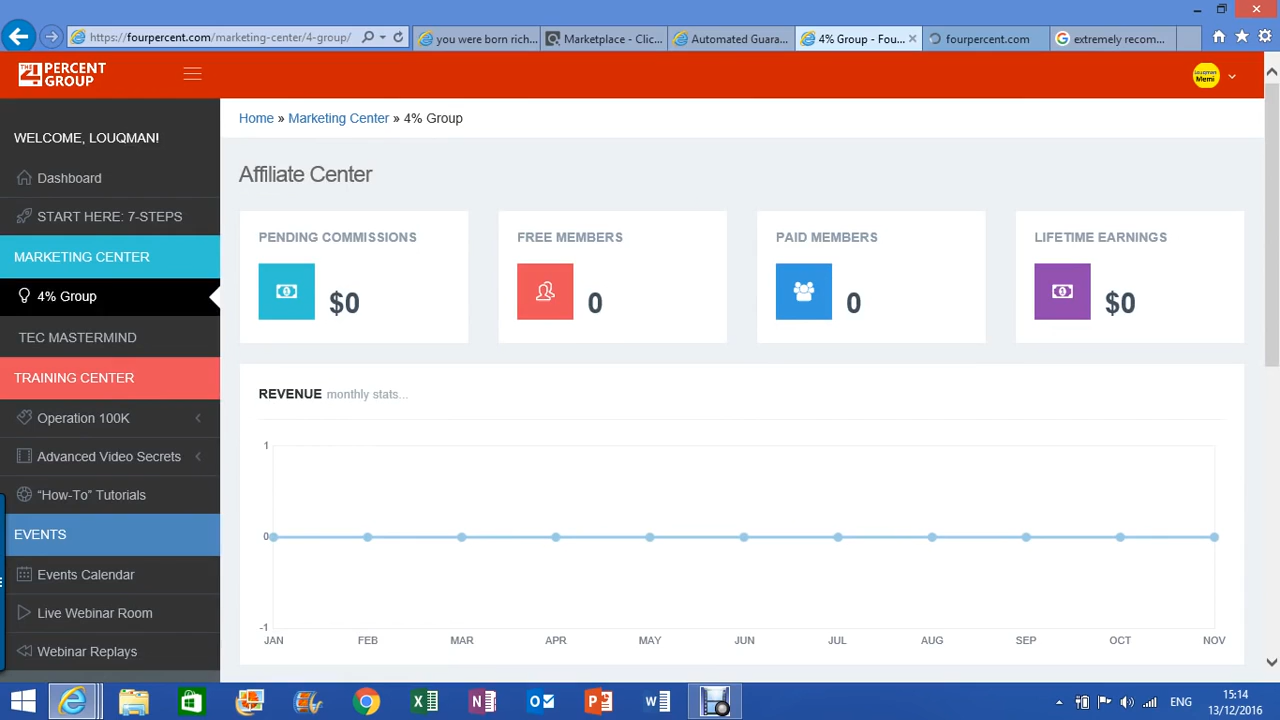 https://fourpercent.com/marketing-center/4-group/
you were born rich...
Marketplace - Clic...
Automated Guara...
4% Group - Fou...
fourpercent.com
extremely recom...
THE 4 PERCENT
GROUP
Louqman
Memi
WELCOME, LOUQMAN!
Dashboard
START HERE: 7-STEPS
MARKETING CENTER
4% Group
TEC MASTERMIND
TRAINING CENTER
Operation 100K
Advanced Video Secrets
“How-To” Tutorials
EVENTS
Events Calendar
Live Webinar Room
Webinar Replays
Home » Marketing Center » 4% Group
Affiliate Center
PENDING COMMISSIONS
$0
FREE MEMBERS
0
PAID MEMBERS
0
LIFETIME EARNINGS
$0
REVENUE monthly stats...
1
0
-1
JAN FEB MAR APR MAY JUN JUL AUG SEP OCT NOV
ENG
15:14
13/12/2016